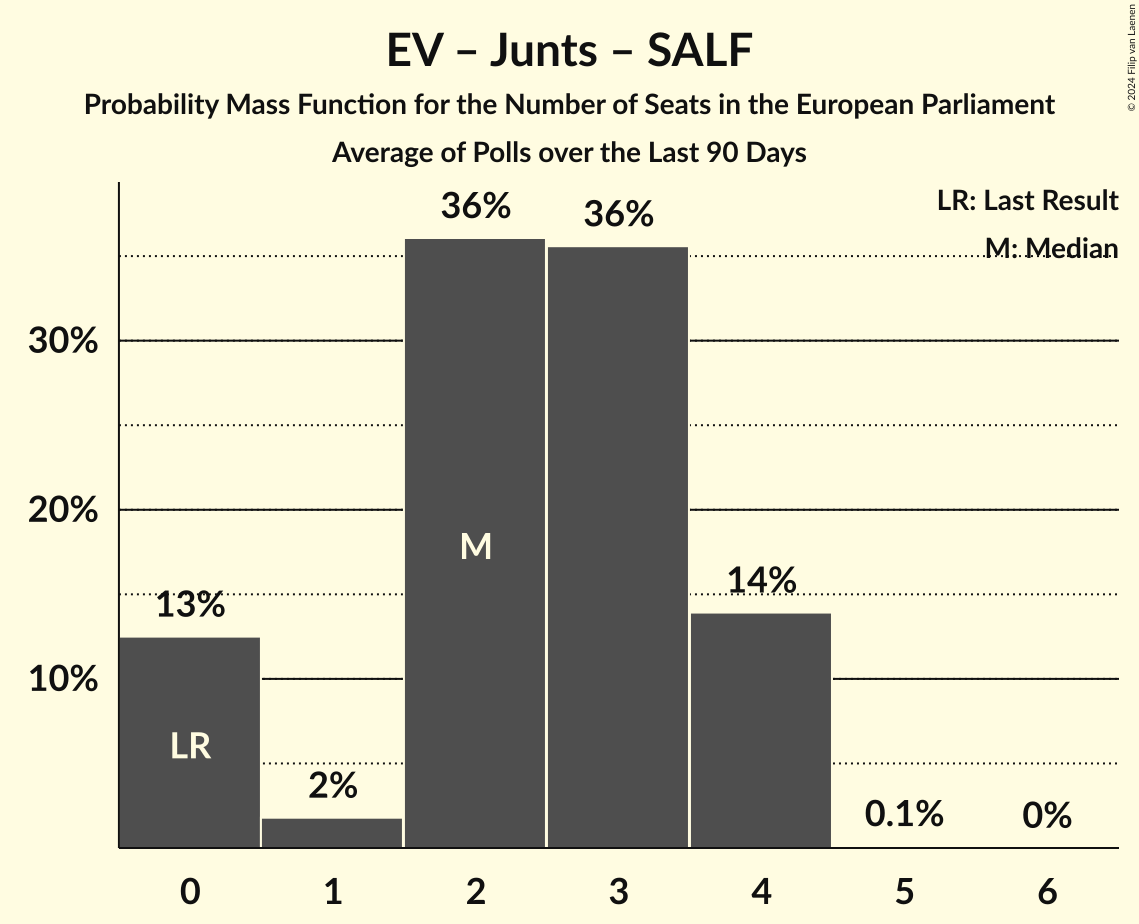 EV – Junts – SALF
Probability Mass Function for the Number of Seats in the European Parliament
Average of Polls over the Last 90 Days
© 2024 Filip van Laenen
LR: Last Result
M: Median
36%
36%
30%
20%
M
14%
13%
10%
LR
2%
0.1%
0%
0 1 2 3 4 5 6